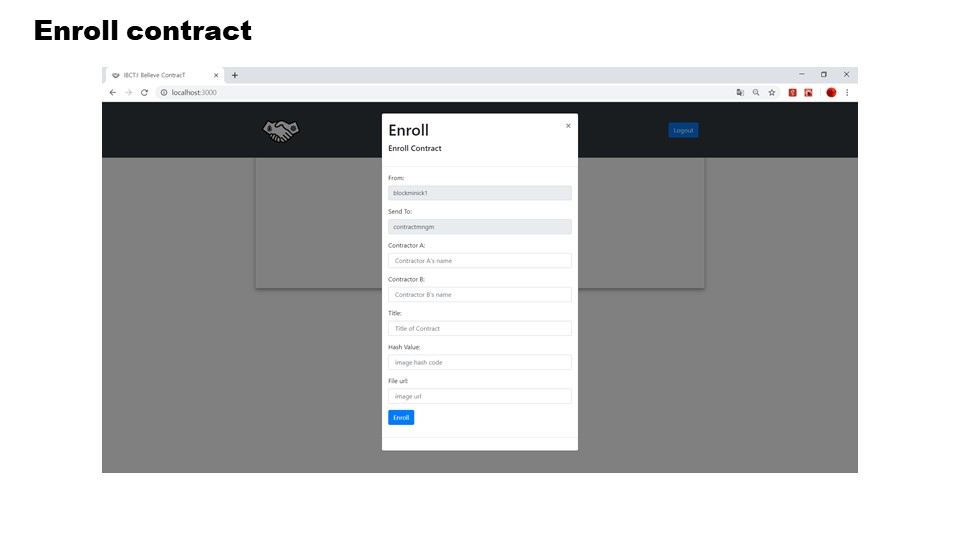 Enroll contract
IBCT:I Believe ContracT
localhost:3000
Logout
Enroll
Enroll Contract
From:
blockminick1
Send To:
contractmngm
Contractor A:
Contractor A's name
Contractor B:
Contractor B's name
Title:
Title of Contract
Hash Value:
image hash code
File url:
image url
Enroll